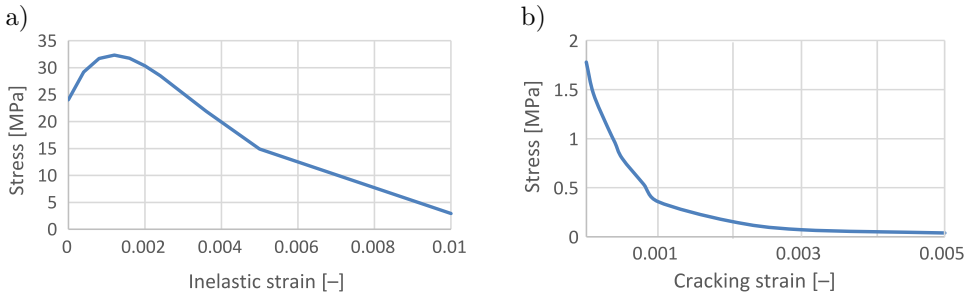 a)
35
30
25
20
15
10
5
0
Stress [MPa]
0 0.002 0.004 0.006 0.008 0.01
Inelastic strain [–]
b)
2
1.5
1
0.5
0
Stress [MPa]
0.001 0.003 0.005
Cracking strain [–]